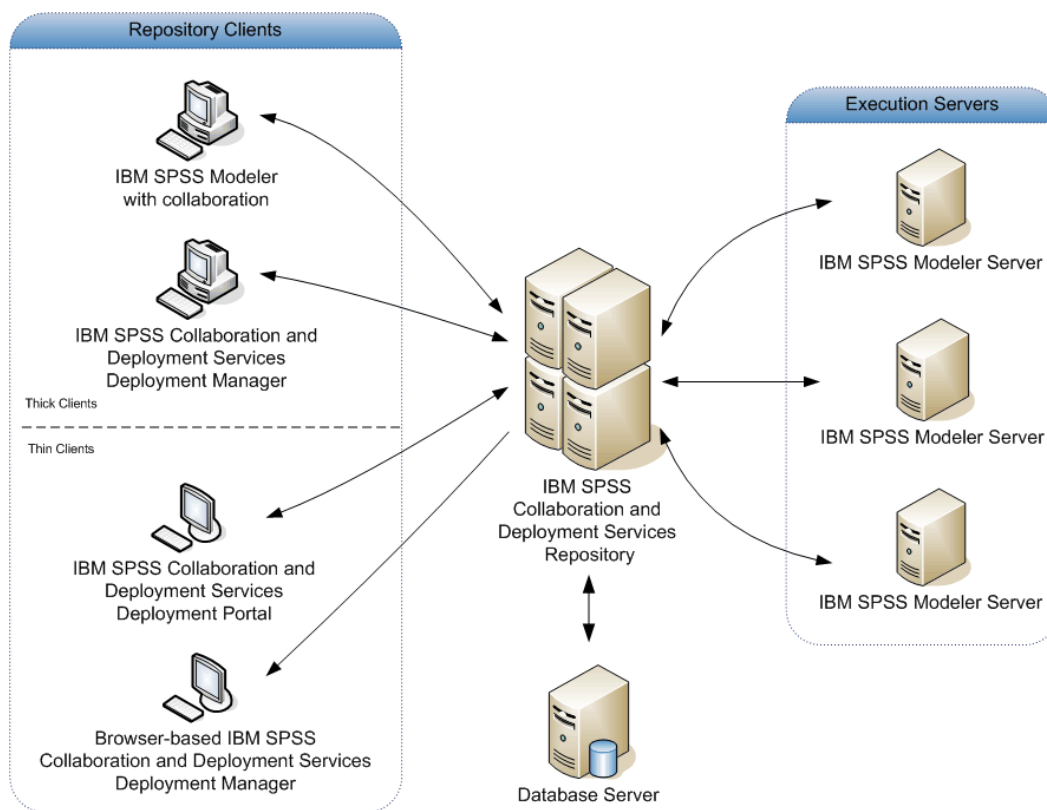 Repository Clients
IBM SPSS Modeler
with collaboration
IBM SPSS Collaboration and
Deployment Services
Deployment Manager
Thick Clients
Thin Clients
IBM SPSS Collaboration and
Deployment Services
Deployment Portal
Browser-based IBM SPSS
Collaboration and Deployment Services
Deployment Manager
IBM SPSS
Collaboration and
Deployment Services
Repository
Database Server
Execution Servers
IBM SPSS Modeler Server
IBM SPSS Modeler Server
IBM SPSS Modeler Server